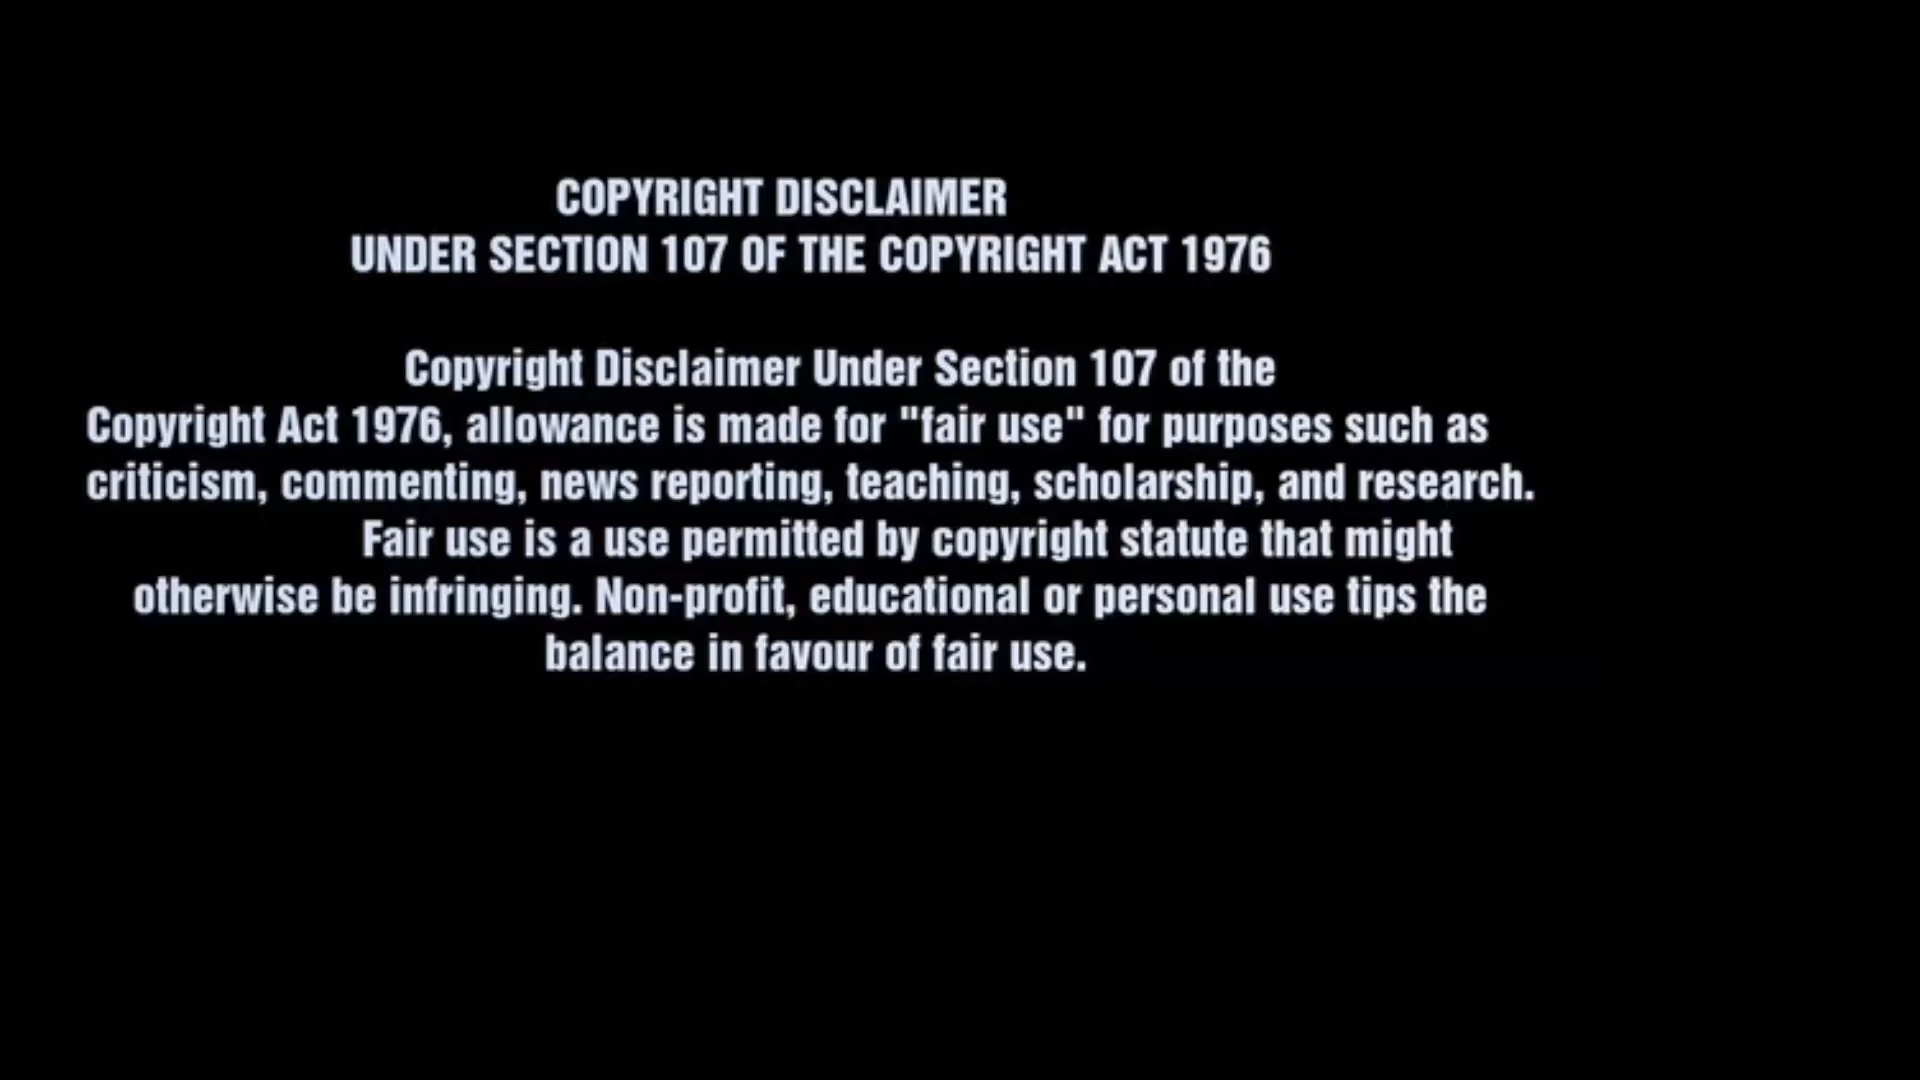 COPYRIGHT DISCLAIMER
UNDER SECTION 107 OF THE COPYRIGHT ACT 1976
Copyright Disclaimer Under Section 107 of the
Copyright Act 1976, allowance is made for "fair use" for purposes such as
criticism, commenting, news reporting, teaching, scholarship, and research.
Fair use is a use permitted by copyright statute that might
otherwise be infringing. Non-profit, educational or personal use tips the
balance in favour of fair use.